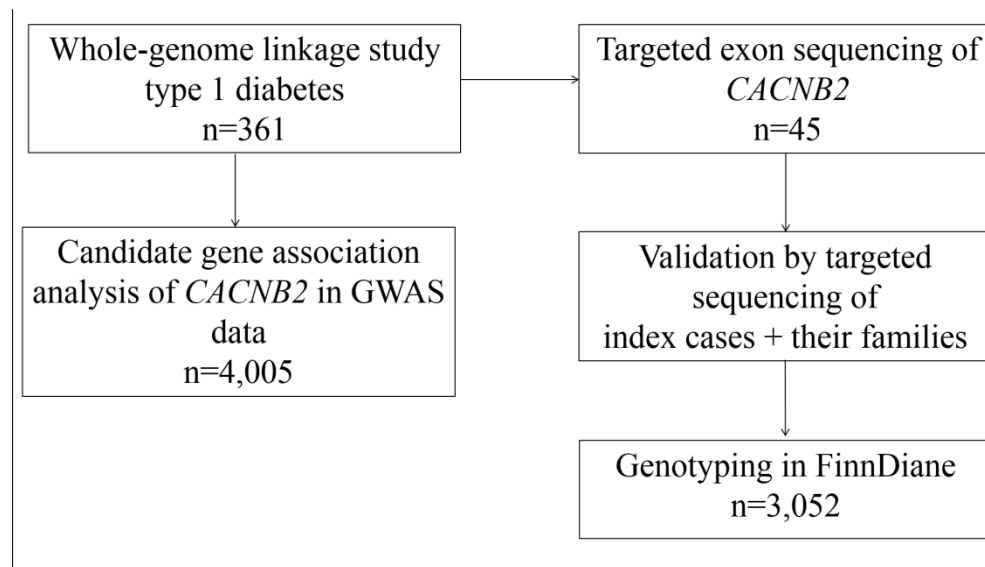 Whole-genome linkage study
type 1 diabetes
n=361
Targeted exon sequencing of
CACNB2
n=45
Candidate gene association
analysis of CACNB2 in GWAS
data
n=4,005
Validation by targeted
sequencing of
index cases + their families
Genotyping in FinnDiane
n=3,052